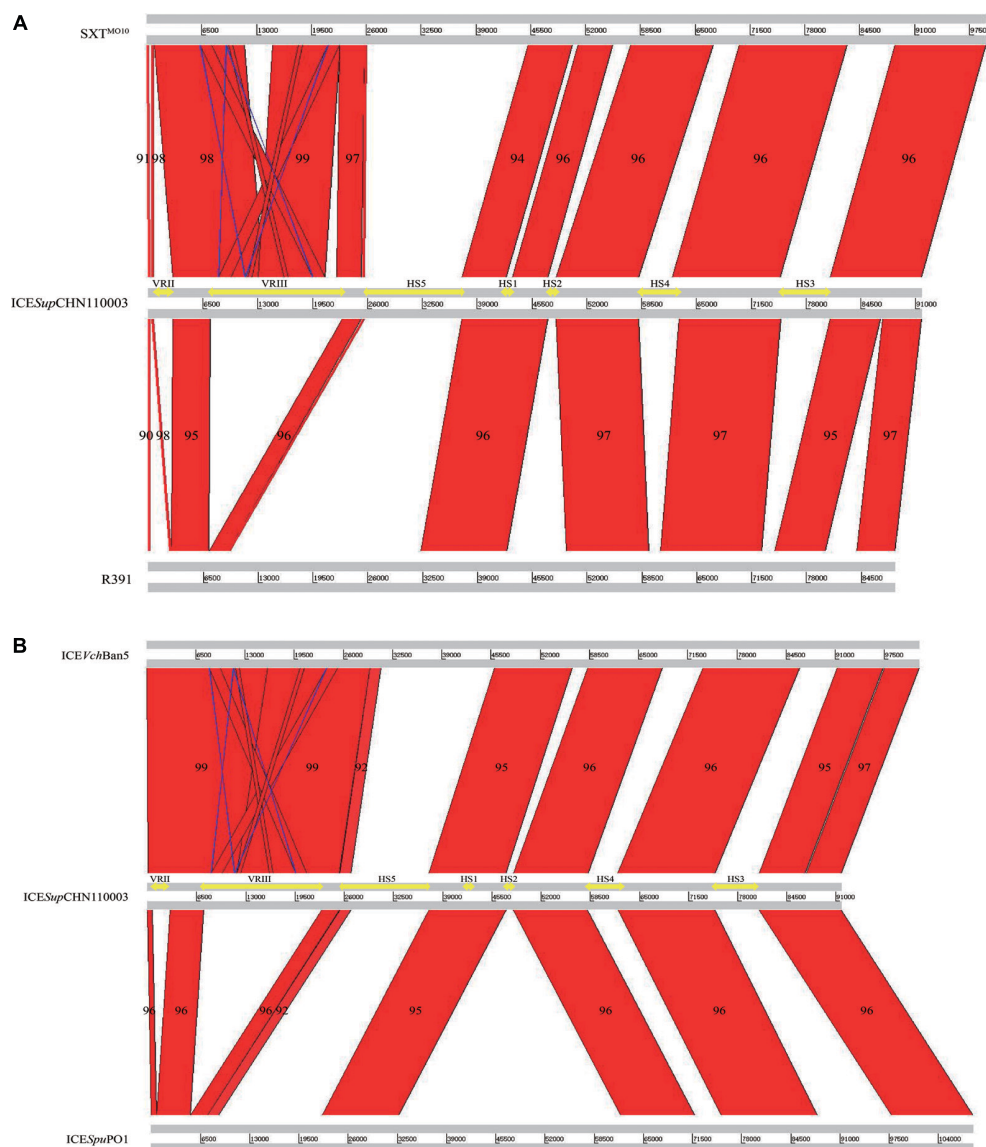 A
SXTMO10
6500 13000 19500 26000 32500 39000 45500 52000 58500 65000 71500 78000 84500 91000 97500
91 98 98 99 97 94 96 96 96 96
VRII VRIII HS5 HS1 HS2 HS4 HS3
ICESupCHN110003
6500 13000 19500 26000 32500 39000 45500 52000 58500 65000 71500 78000 84500 91000
90 98 95 96 96 97 97 95 97
R391
6500 13000 19500 26000 32500 39000 45500 52000 58500 65000 71500 78000 84500
B
ICEVchBan5
6500 13000 19500 26000 32500 39000 45500 52000 58500 65000 71500 78000 84500 91000 97500
99 99 92 95 96 96 95 97
VRII VRIII HS5 HS1 HS2 HS4 HS3
ICESupCHN110003
6500 13000 19500 26000 32500 39000 45500 52000 58500 65000 71500 78000 84500 91000
96 96 96 92 95 96 96 96
ICESpuPO1
6500 13000 19500 26000 32500 39000 45500 52000 58500 65000 71500 78000 84500 91000 97500 104000